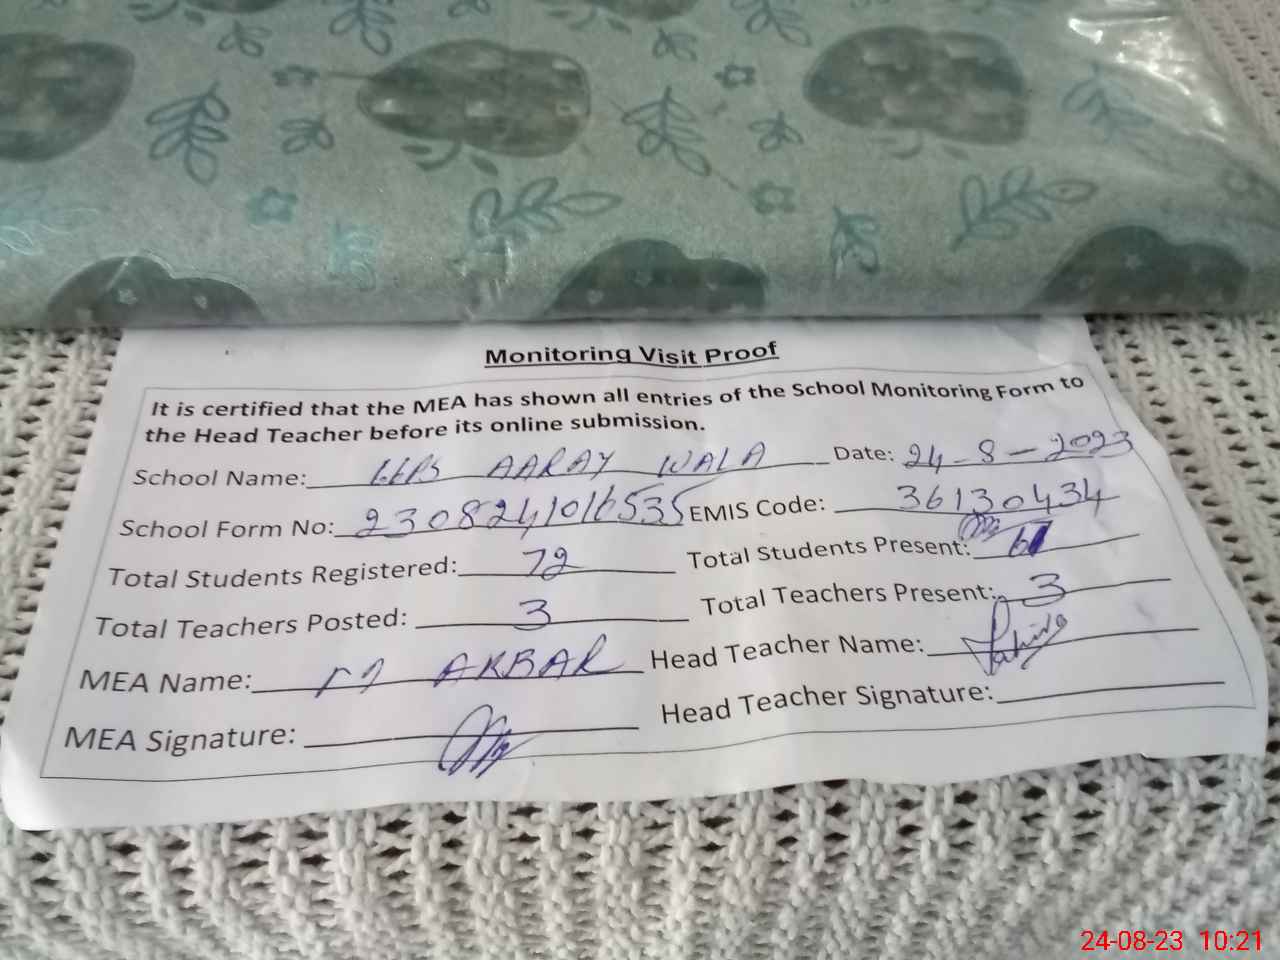 Monitoring Visit Proof
It is certified that the MEA has shown all entries of the School Monitoring Form to
the Head Teacher before its online submission.
School Name: AARAY WALA Date: 24-8-2023
School Form No: 2308241016535 EMIS Code: 36130434
Total Students Registered: 72 Total Students Present: 61
Total Teachers Posted: 3 Total Teachers Present: 3
MEA Name: M AKBAR Head Teacher Name:
MEA Signature: Head Teacher Signature:
24-08-23 10:21